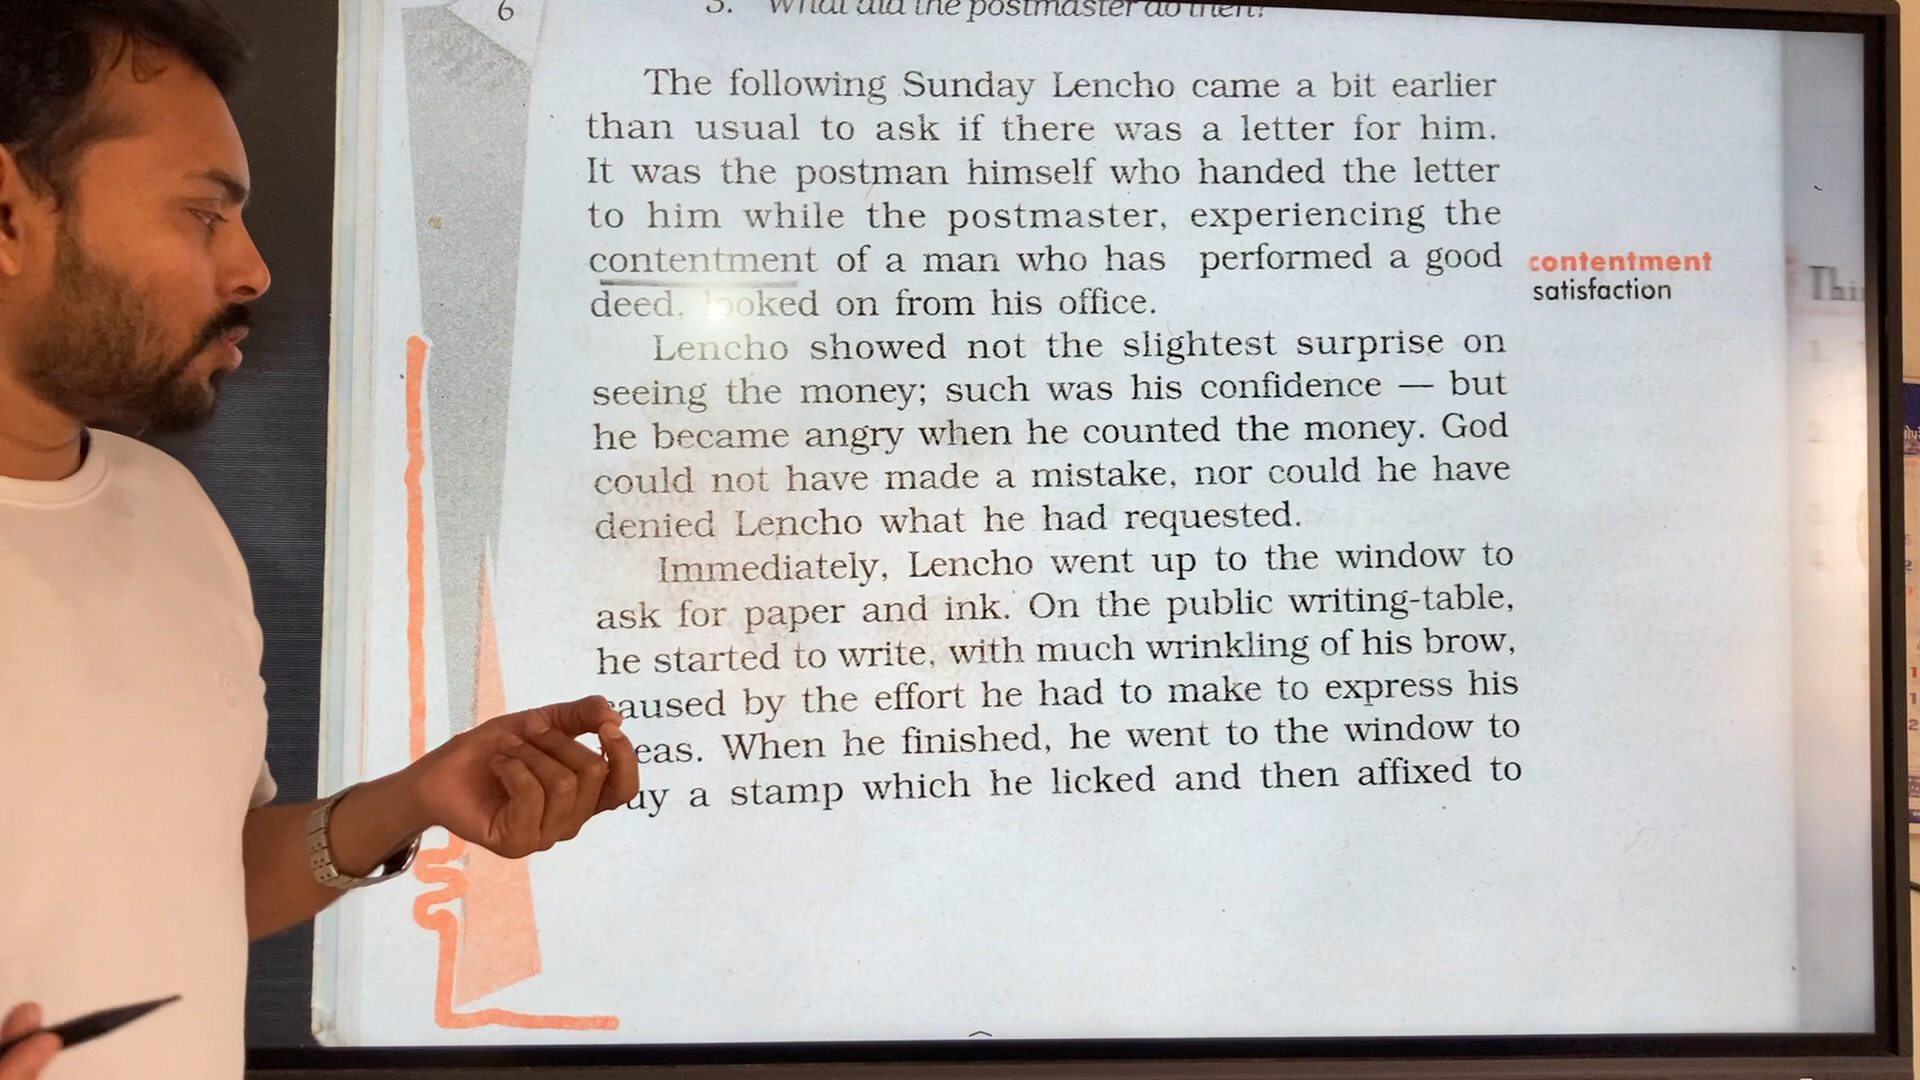 6
5. What did the postmaster do then?
The following Sunday Lencho came a bit earlier
than usual to ask if there was a letter for him.
It was the postman himself who handed the letter
to him while the postmaster, experiencing the
contentment of a man who has performed a good
deed, looked on from his office.
contentment
satisfaction
Lencho showed not the slightest surprise on
seeing the money; such was his confidence — but
he became angry when he counted the money. God
could not have made a mistake, nor could he have
denied Lencho what he had requested.
Immediately, Lencho went up to the window to
ask for paper and ink. On the public writing-table,
he started to write, with much wrinkling of his brow,
caused by the effort he had to make to express his
eas. When he finished, he went to the window to
a stamp which he licked and then affixed to
Thi